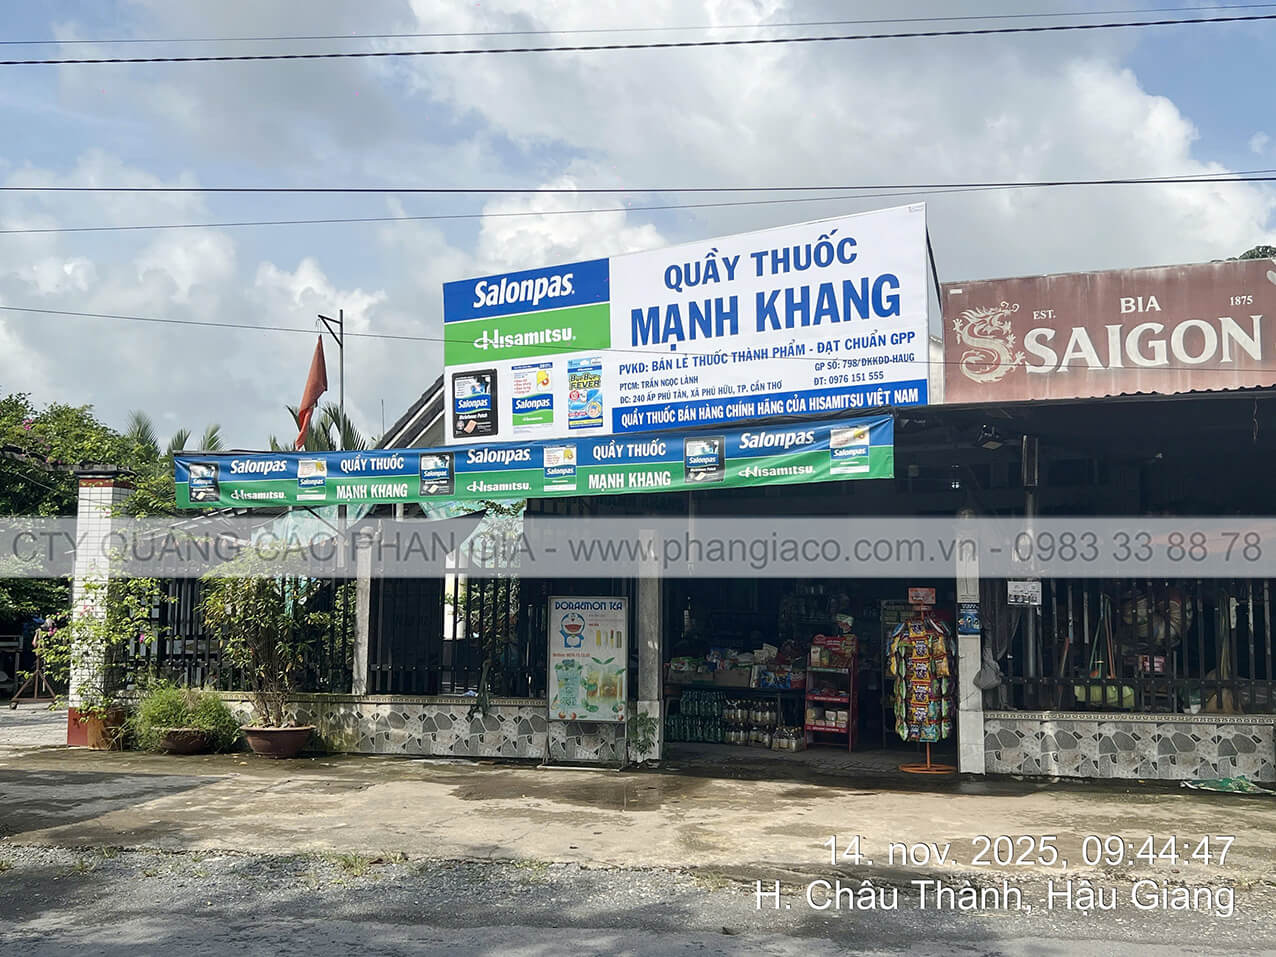 Salonpas.
Hisamitsu.
QUẦY THUỐC
MẠNH KHANG
PVKD: BÁN LẺ THUỐC THÀNH PHẨM - ĐẠT CHUẨN GPP
PTCM: TRẦN NGỌC LÀNH
GP SỐ: 798/ĐKKDD-HAUG
ĐC: 240 ẤP PHÚ TÂN, XÃ PHÚ HỮU, TP. CẦN THƠ
ĐT: 0976 151 555
QUẦY THUỐC BÁN HÀNG CHÍNH HÃNG CỦA HISAMITSU VIỆT NAM
Salonpas
Salonpas
FEVER
EST.
BIA
1875
SAIGON
Salonpas.
Hisamitsu.
QUẦY THUỐC
MẠNH KHANG
Salonpas.
Hisamitsu.
QUẦY THUỐC
MẠNH KHANG
Salonpas.
Hisamitsu.
CTY QUẢNG CÁO PHAN GIA - www.phangiaco.com.vn - 0983 33 88 78
DORAEMON TEA
14. nov. 2025, 09:44:47
H. Châu Thành, Hậu Giang